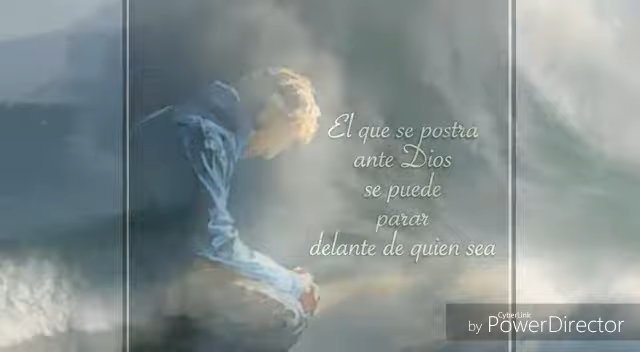 El que se postra
ante Dios
se puede
parar
delante de quien sea
CyberLink
by PowerDirector